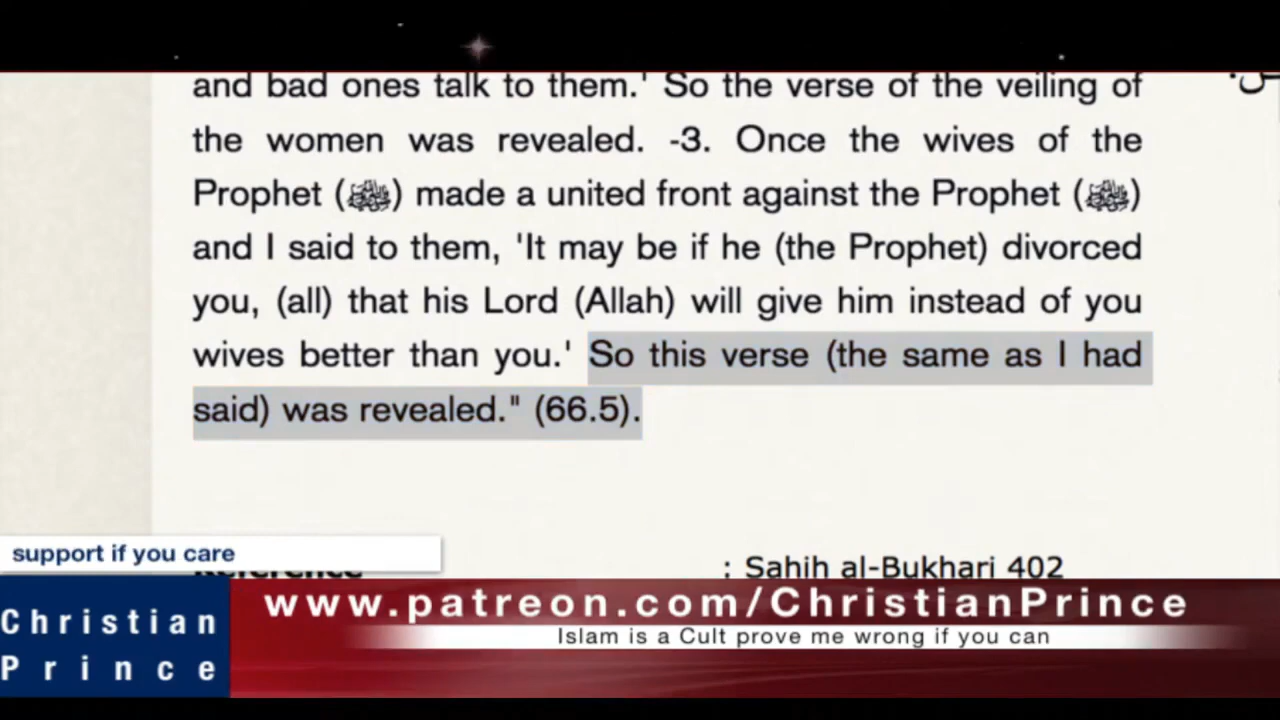 and bad ones talk to them.' So the verse of the veiling of
the women was revealed. -3. Once the wives of the
Prophet (ﷺ) made a united front against the Prophet (ﷺ)
and I said to them, 'It may be if he (the Prophet) divorced
you, (all) that his Lord (Allah) will give him instead of you
wives better than you.' So this verse (the same as I had
said) was revealed." (66.5).
Reference : Sahih al-Bukhari 402
support if you care
Christian
Prince
www.patreon.com/ChristianPrince
Islam is a Cult prove me wrong if you can